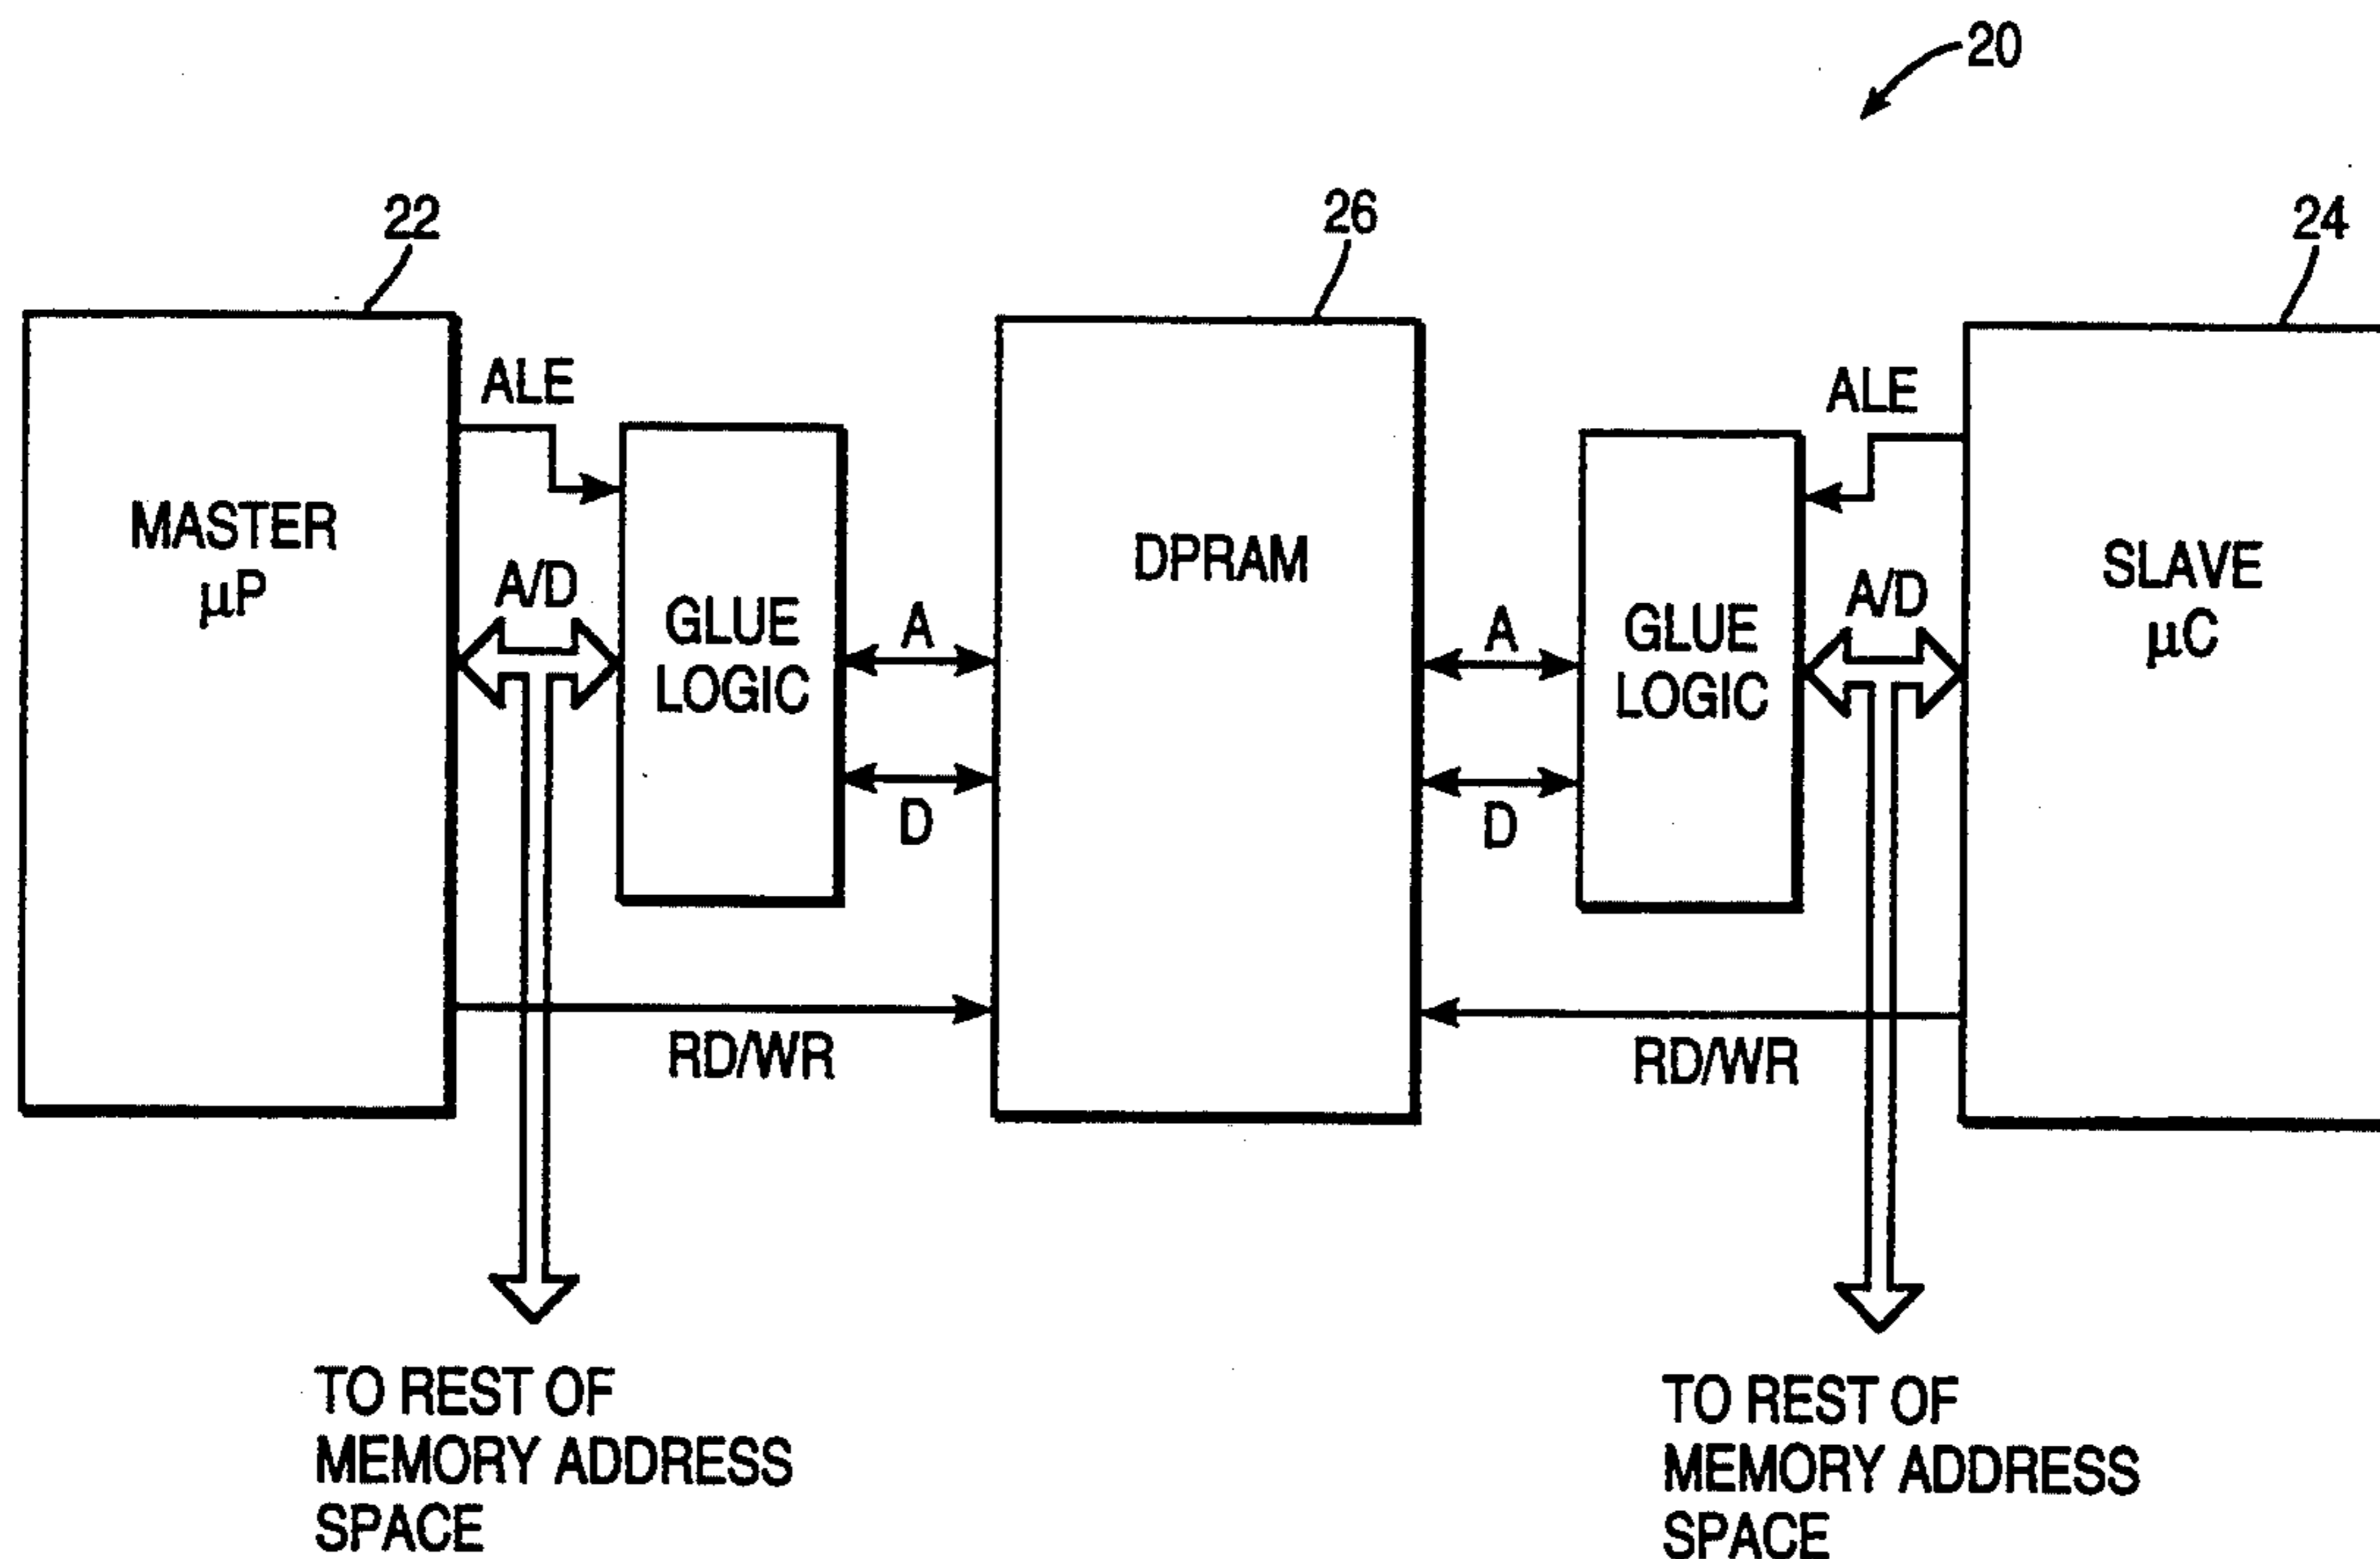 20
22
26
24
ALE
ALE
MASTER
µP
DPRAM
SLAVE
µC
A/D
A/D
GLUE
LOGIC
GLUE
LOGIC
A
A
D
D
RD/WR
RD/WR
TO REST OF
MEMORY ADDRESS
SPACE
TO REST OF
MEMORY ADDRESS
SPACE